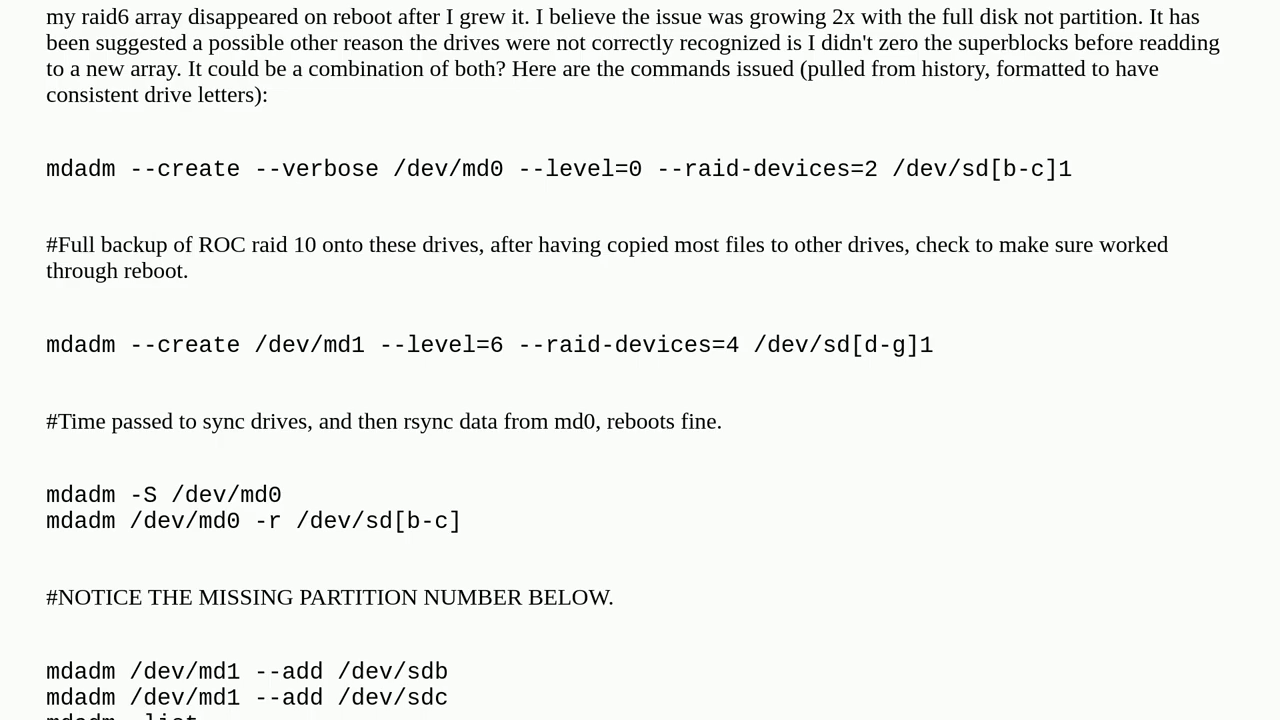 my raid6 array disappeared on reboot after I grew it. I believe the issue was growing 2x with the full disk not partition. It has
been suggested a possible other reason the drives were not correctly recognized is I didn't zero the superblocks before readding
to a new array. It could be a combination of both? Here are the commands issued (pulled from history, formatted to have
consistent drive letters):
mdadm --create --verbose /dev/md0 --level=0 --raid-devices=2 /dev/sd[b-c]1
#Full backup of ROC raid 10 onto these drives, after having copied most files to other drives, check to make sure worked
through reboot.
mdadm --create /dev/md1 --level=6 --raid-devices=4 /dev/sd[d-g]1
#Time passed to sync drives, and then rsync data from md0, reboots fine.
mdadm -S /dev/md0
mdadm /dev/md0 -r /dev/sd[b-c]
#NOTICE THE MISSING PARTITION NUMBER BELOW.
mdadm /dev/md1 --add /dev/sdb
mdadm /dev/md1 --add /dev/sdc